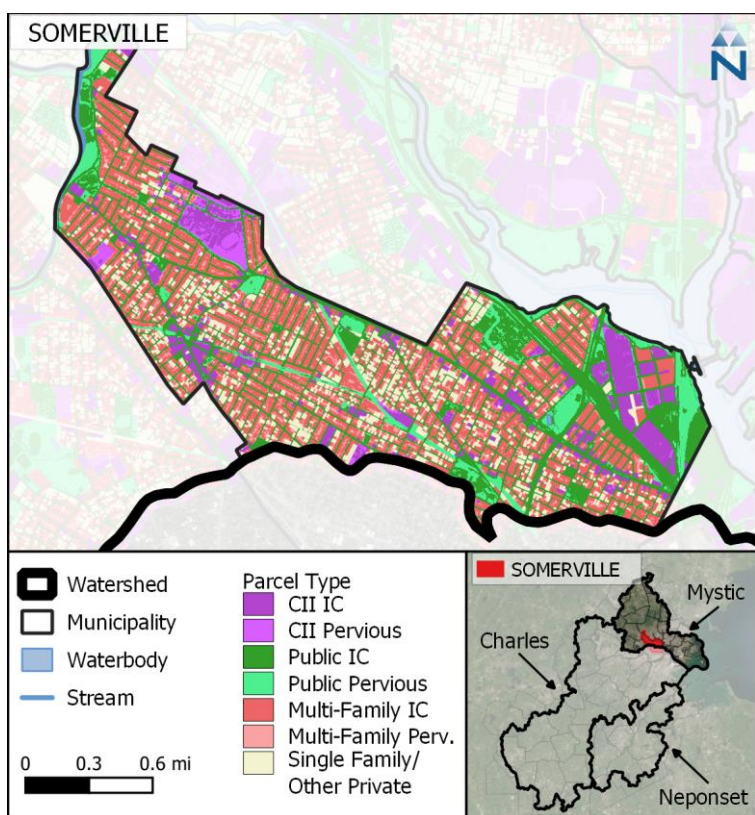 SOMERVILLE
N
Watershed
Municipality
Waterbody
Stream
0 0.3 0.6 mi
Parcel Type
CII IC
CII Pervious
Public IC
Public Pervious
Multi-Family IC
Multi-Family Perv.
Single Family/
Other Private
SOMERVILLE
Mystic
Charles
Neponset